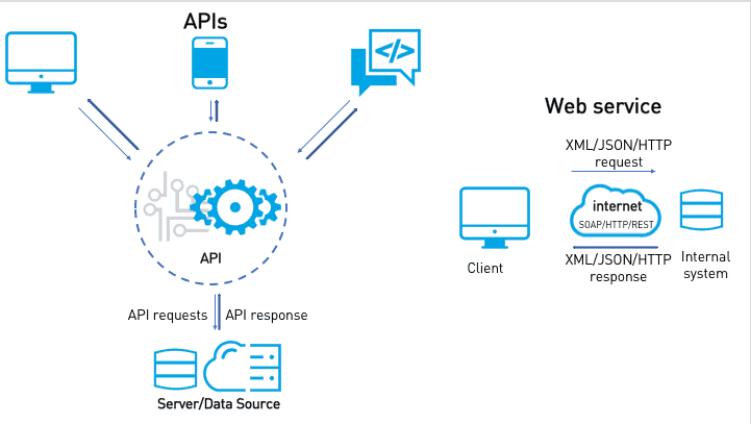 APIs
</>
API
API requests
API response
Server/Data Source
Web service
XML/JSON/HTTP
request
internet
SOAP/HTTP/REST
Client
XML/JSON/HTTP
response
Internal
system